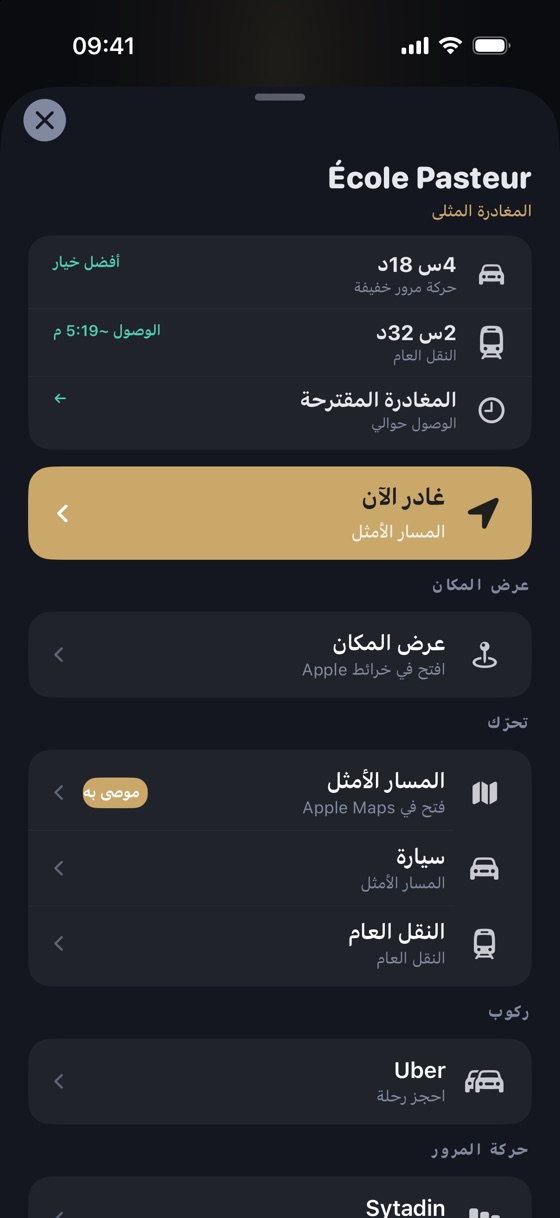 09:41
École Pasteur
المغادرة المثلى
4س 18د
أفضل خيار
حركة مرور خفيفة
2س 32د
الوصول ~5:19 م
النقل العام
المغادرة المقترحة
الوصول حوالي
غادر الآن
المسار الأمثل
عرض المكان
عرض المكان
افتح في خرائط Apple
تحرّك
المسار الأمثل
موصى به
فتح في Apple Maps
سيارة
المسار الأمثل
النقل العام
النقل العام
ركوب
Uber
احجز رحلة
حركة المرور
Sytadin